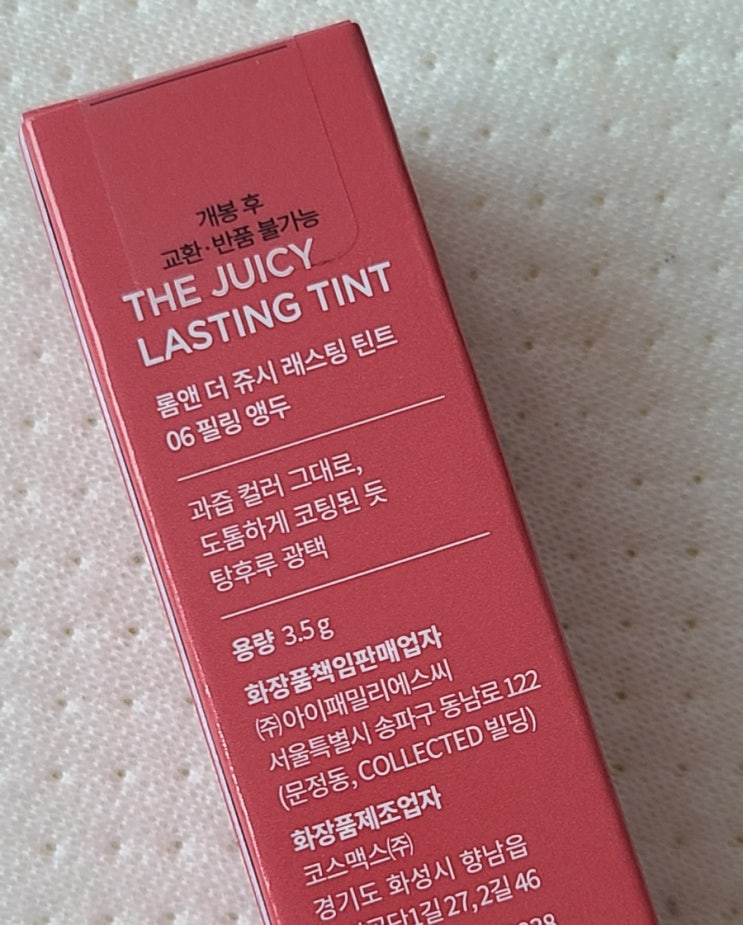 개봉 후
교환·반품 불가능
THE JUICY
LASTING TINT
롬앤 더 쥬시 래스팅 틴트
06 필링 앵두
과즙 컬러 그대로,
도톰하게 코팅된 듯
탕후루 광택
용량 3.5g
화장품책임판매업자
㈜아이패밀리에스씨
서울특별시 송파구 동남로 122
(문정동, COLLECTED 빌딩)
화장품제조업자
코스맥스㈜
경기도 화성시 향남읍
27, 2길 46